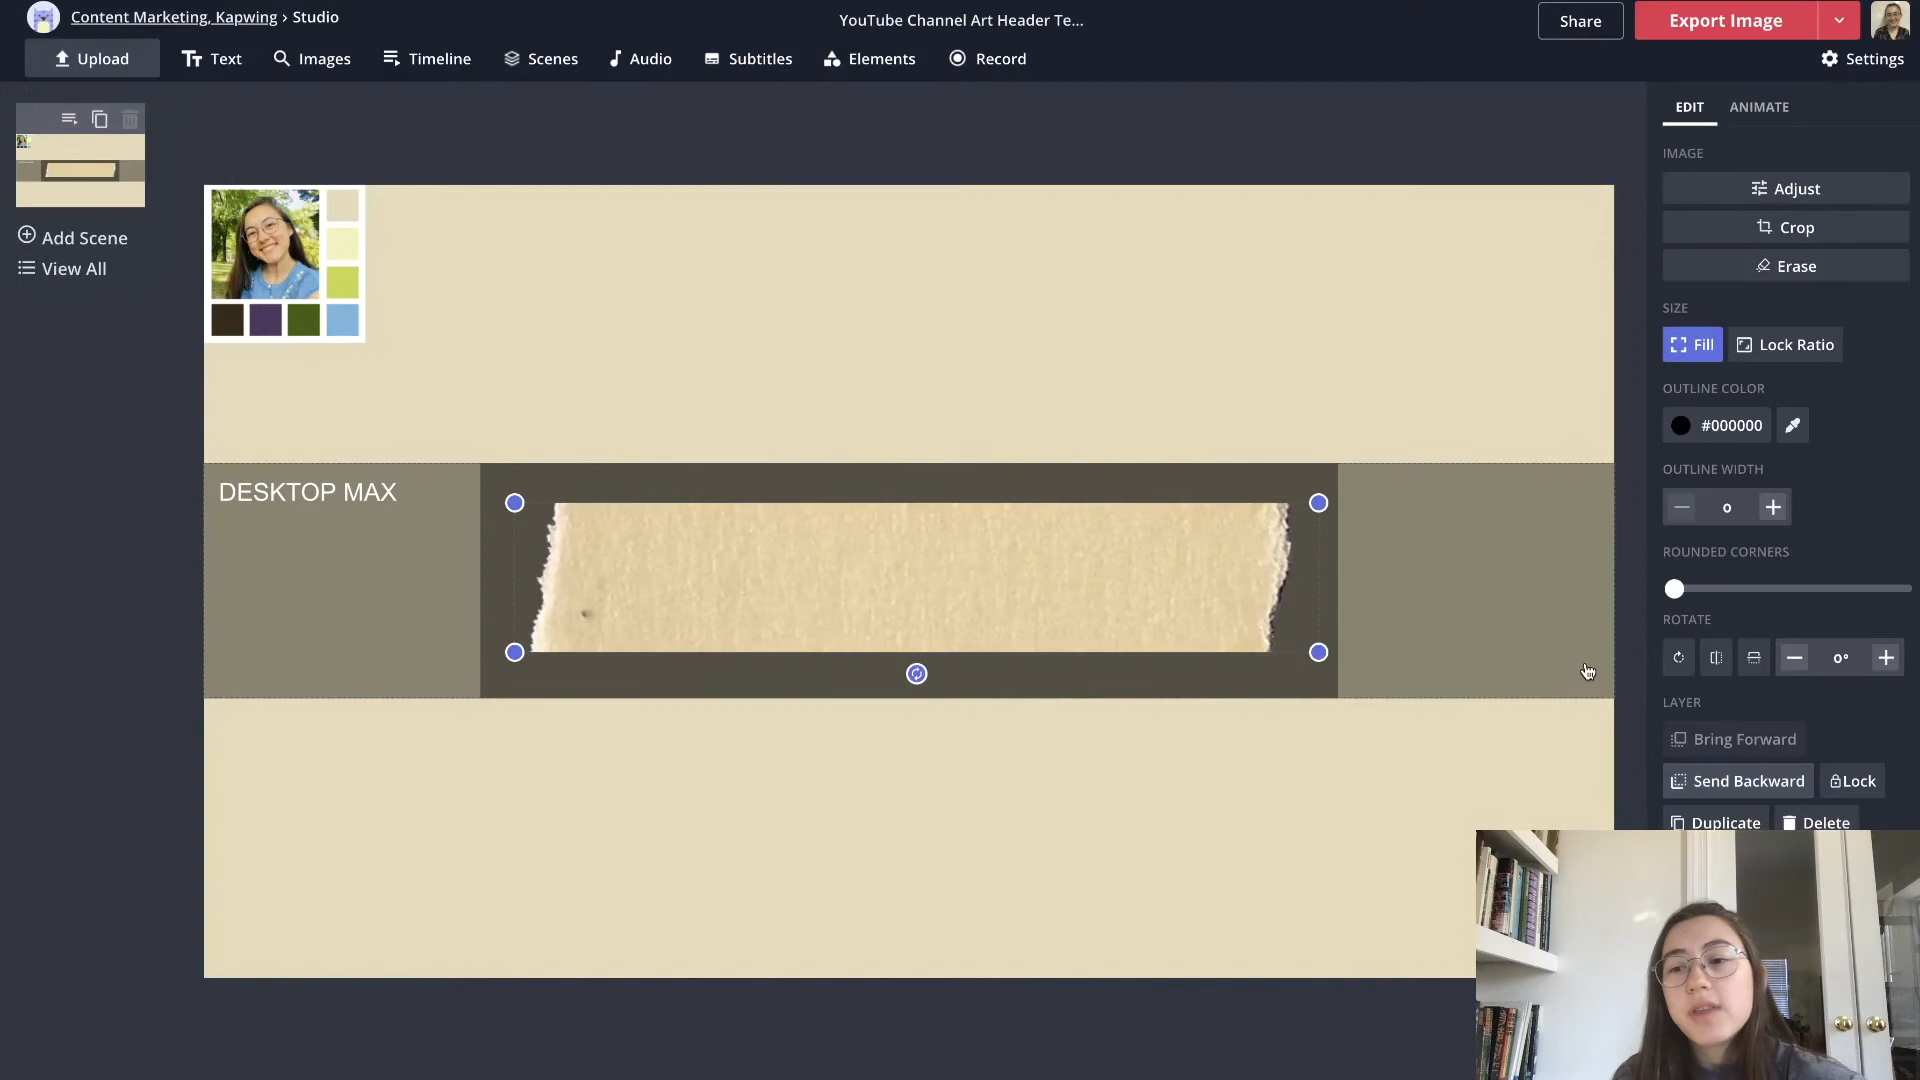 Content Marketing, Kapwing › Studio
YouTube Channel Art Header Te...
Share
Export Image
Upload
Text
Images
Timeline
Scenes
Audio
Subtitles
Elements
Record
Settings
EDIT
ANIMATE
IMAGE
Adjust
Crop
Erase
Add Scene
View All
SIZE
Fill
Lock Ratio
OUTLINE COLOR
#000000
OUTLINE WIDTH
0
DESKTOP MAX
ROUNDED CORNERS
ROTATE
0°
LAYER
Bring Forward
Send Backward
Lock
Duplicate
Delete